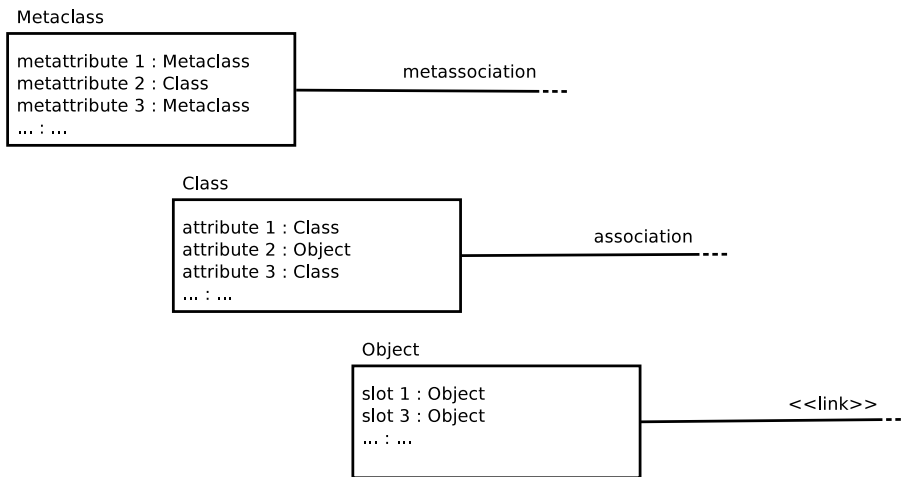 Metaclass
metattribute 1 : Metaclass
metattribute 2 : Class
metattribute 3 : Metaclass
... : ...
metassociation
Class
attribute 1 : Class
attribute 2 : Object
attribute 3 : Class
... : ...
association
Object
slot 1 : Object
slot 3 : Object
... : ...
<<link>>